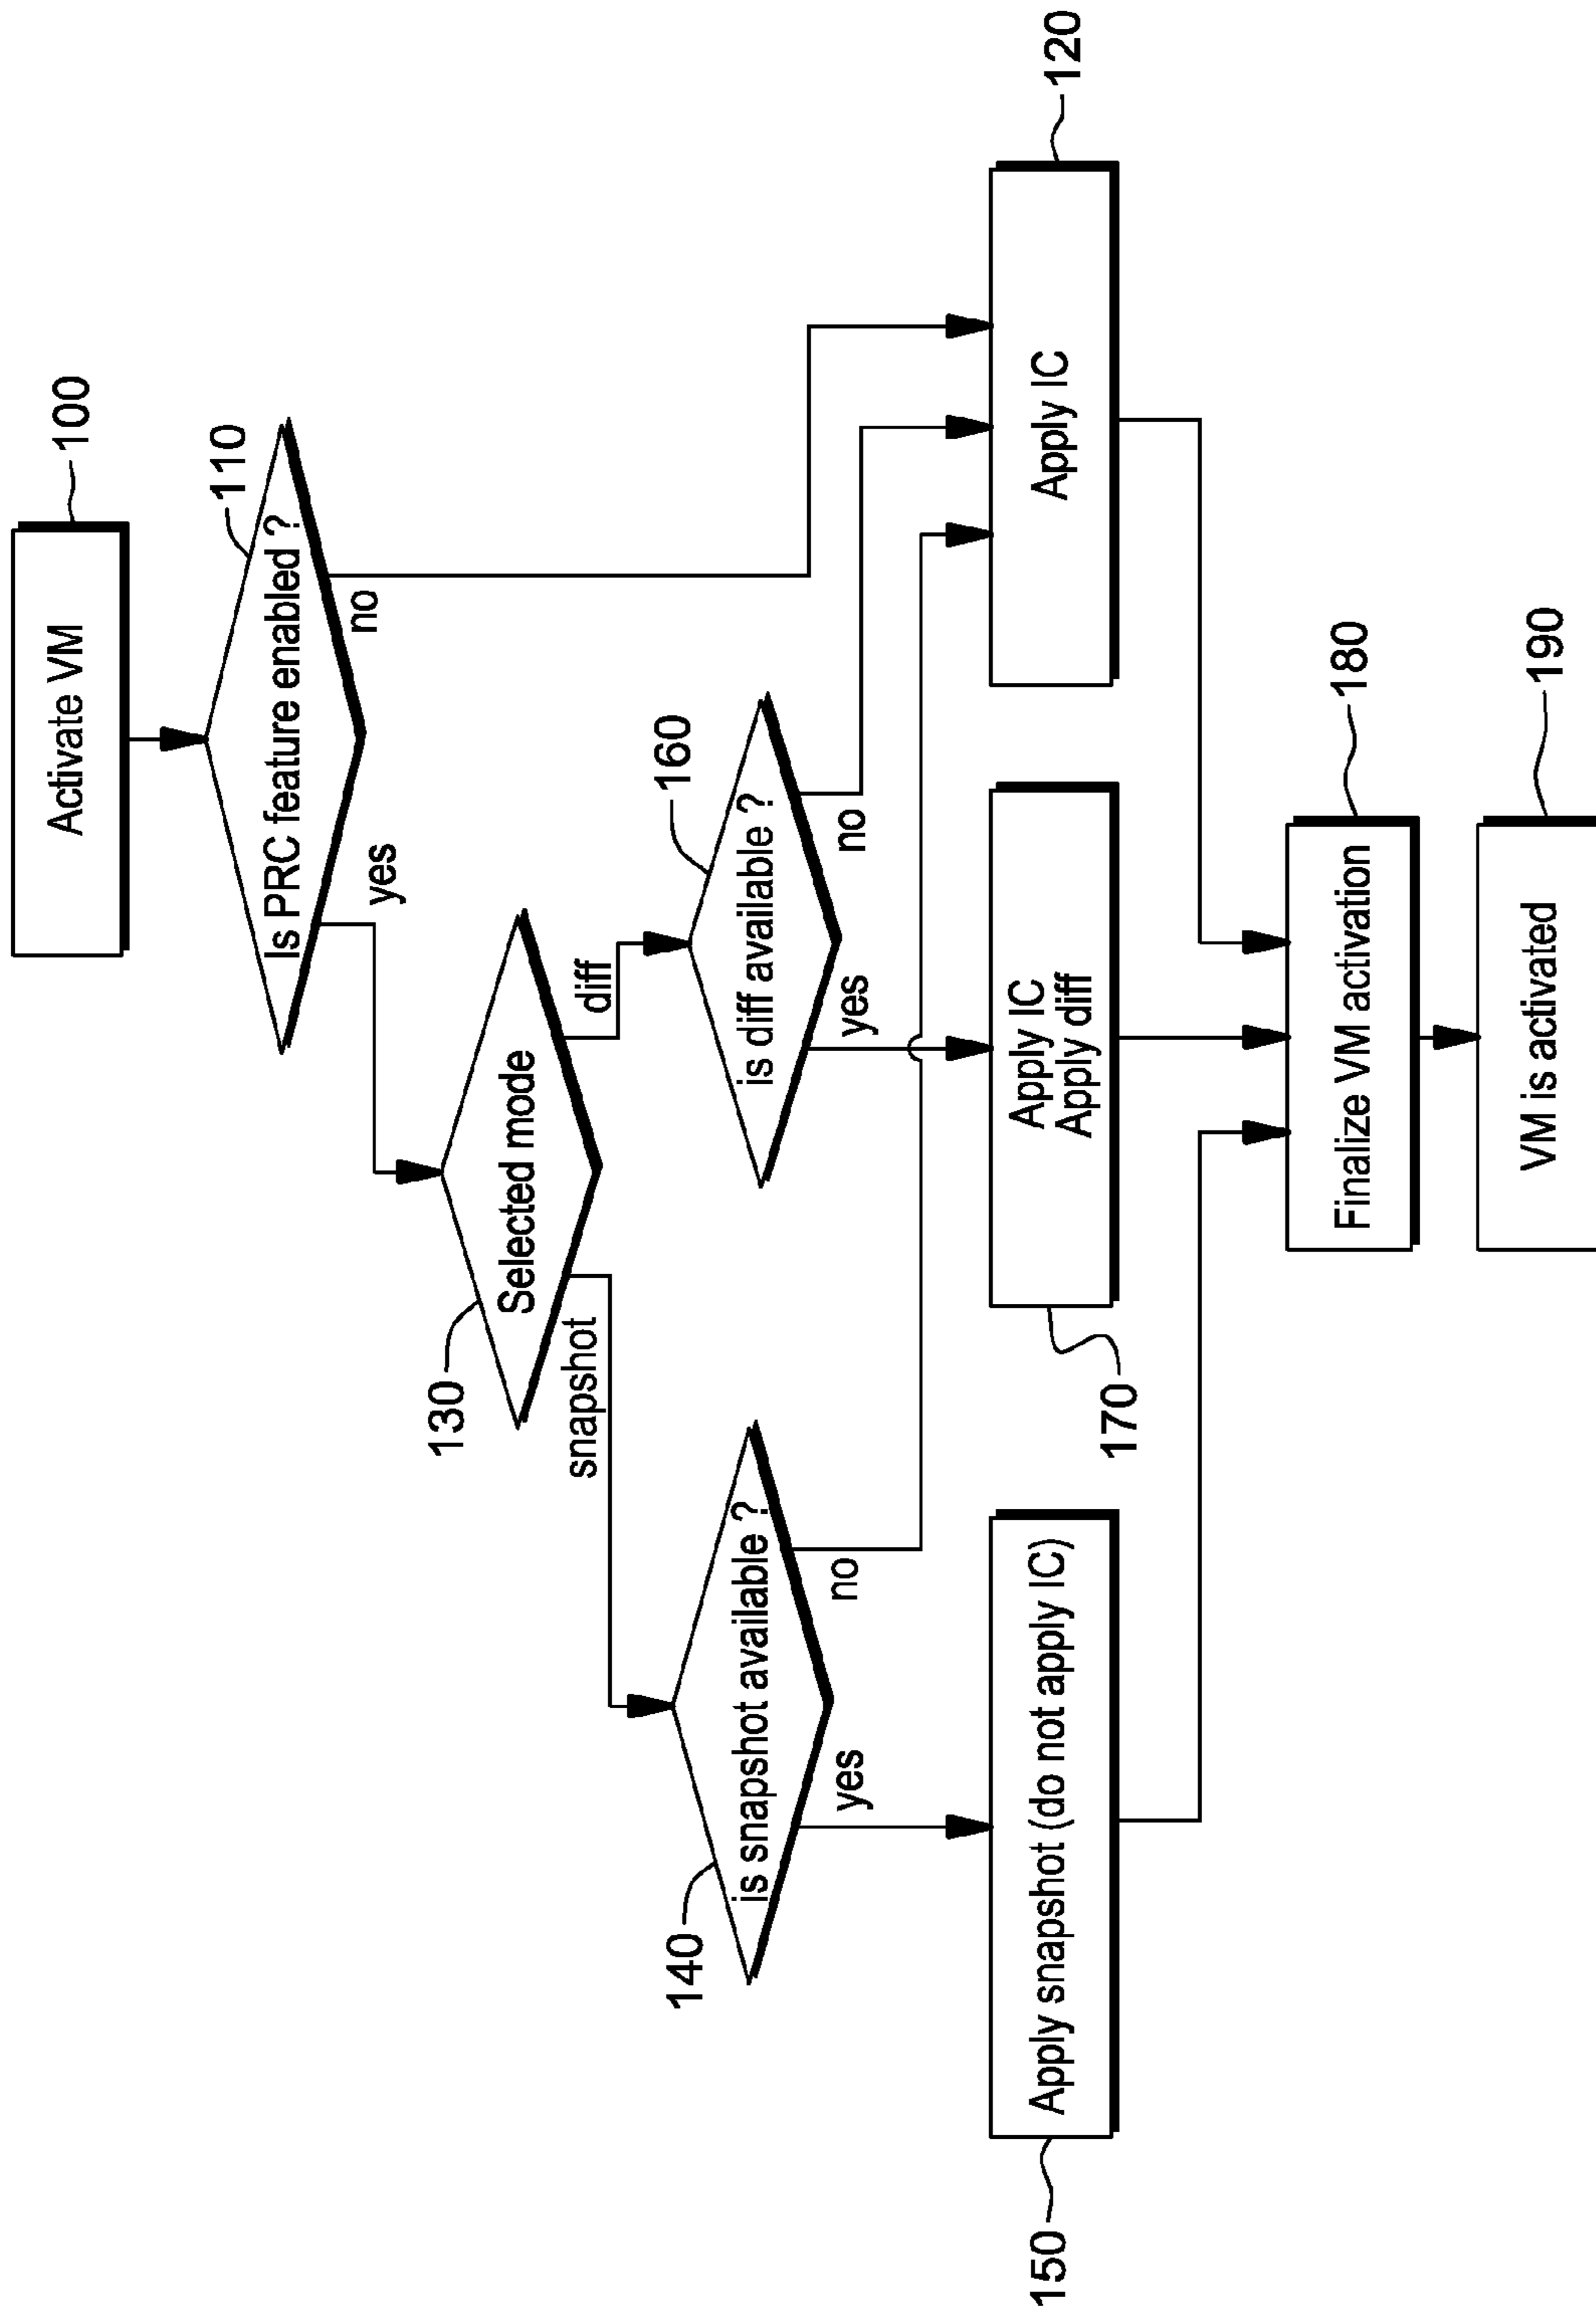 Activate VM
100
110
Is PRC feature enabled ?
yes
no
130
Selected mode
snapshot
diff
140
is snapshot available ?
yes
no
160
is diff available ?
yes
no
150
Apply snapshot (do not apply IC)
170
Apply IC
Apply diff
Apply IC
120
Finalize VM activation
180
VM is activated
190